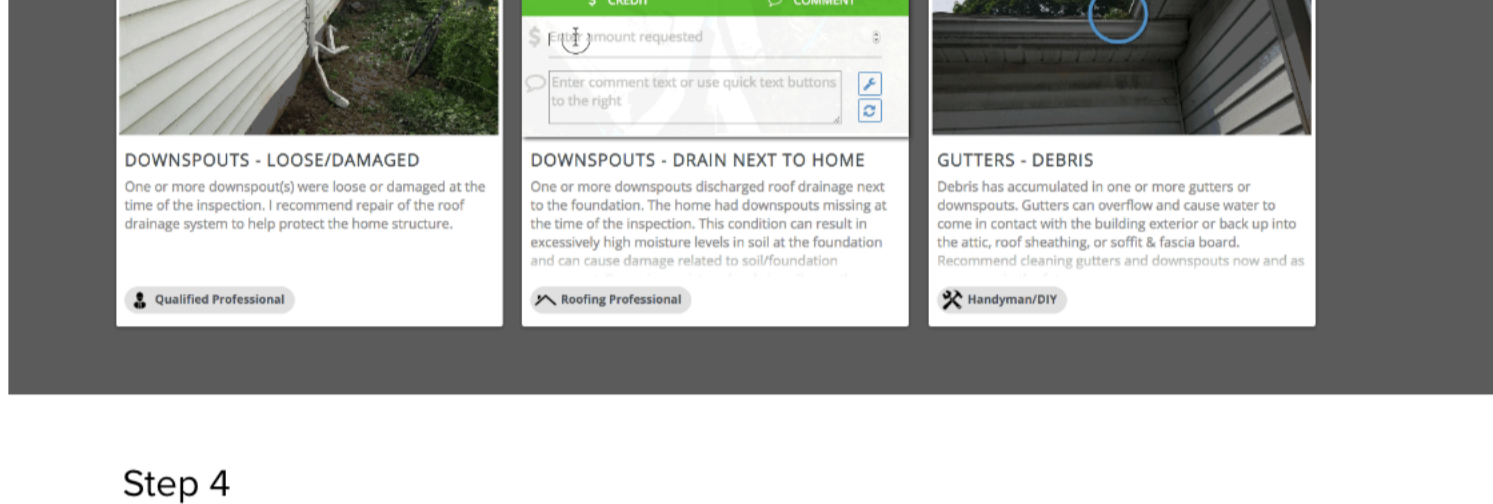 $ CREDIT COMMENT
$ Enter amount requested
Enter comment text or use quick text buttons
to the right
DOWNSPOUTS - LOOSE/DAMAGED
One or more downspout(s) were loose or damaged at the
time of the inspection. I recommend repair of the roof
drainage system to help protect the home structure.
Qualified Professional
DOWNSPOUTS - DRAIN NEXT TO HOME
One or more downspouts discharged roof drainage next
to the foundation. The home had downspouts missing at
the time of the inspection. This condition can result in
excessively high moisture levels in soil at the foundation
and can cause damage related to soil/foundation
Roofing Professional
GUTTERS - DEBRIS
Debris has accumulated in one or more gutters or
downspouts. Gutters can overflow and cause water to
come in contact with the building exterior or back up into
the attic, roof sheathing, or soffit & fascia board.
Recommend cleaning gutters and downspouts now and as
Handyman/DIY
Step 4